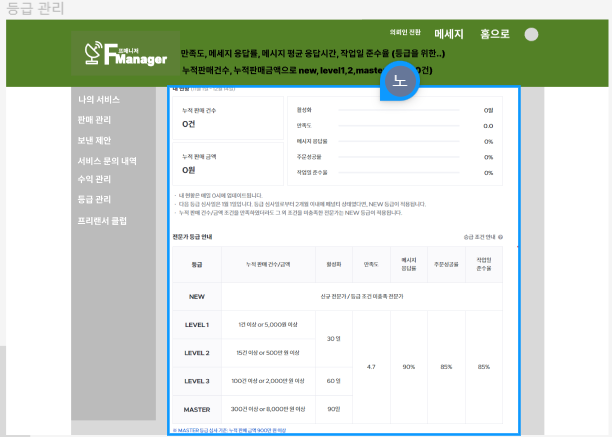 등급 관리
의뢰인 전환 메세지 홈으로
프메니저
FManager
만족도, 메세지 응답률, 메시지 평균 응답시간, 작업일 준수율 (등급을 위한..)
누적판매건수, 누적판매금액으로 new, level1,2,maste 0건)
노
나의 서비스
판매 관리
보낸 제안
서비스 문의 내역
수익 관리
등급 관리
프리랜서 클럽
누적 판매 건수
0건
누적 판매 금액
0원
활성화 0일
만족도 0.0
메시지 응답률 0%
주문성공률 0%
작업일 준수율 0%
· 내 현황은 매일 0시에 업데이트됩니다.
· 다음 등급 심사일은 1월 1일입니다. 등급 심사일로부터 2개월 이내에 해당되 상태였다면, NEW 등급이 적용됩니다.
· 누적 판매 건수/금액 조건을 만족하였더라도 그 외 조건을 미충족한 전문가는 NEW 등급이 적용됩니다.
전문가 등급 안내 승급 조건 안내
등급 누적 판매 건수/금액 활성화 만족도 메시지 응답률 주문성공률 작업일 준수율
NEW 신규 전문가 / 등급 조건 미충족 전문가
LEVEL 1 1건 이상 or 5,000원 이상
30 일
LEVEL 2 15건 이상 or 500만 원 이상
4.7 90% 85% 85%
LEVEL 3 100건 이상 or 2,000만 원 이상 60 일
MASTER 300건 이상 or 8,000만 원 이상 90일
※ MASTER 등급 심사 기준: 누적 판매 금액 900만 원 이상